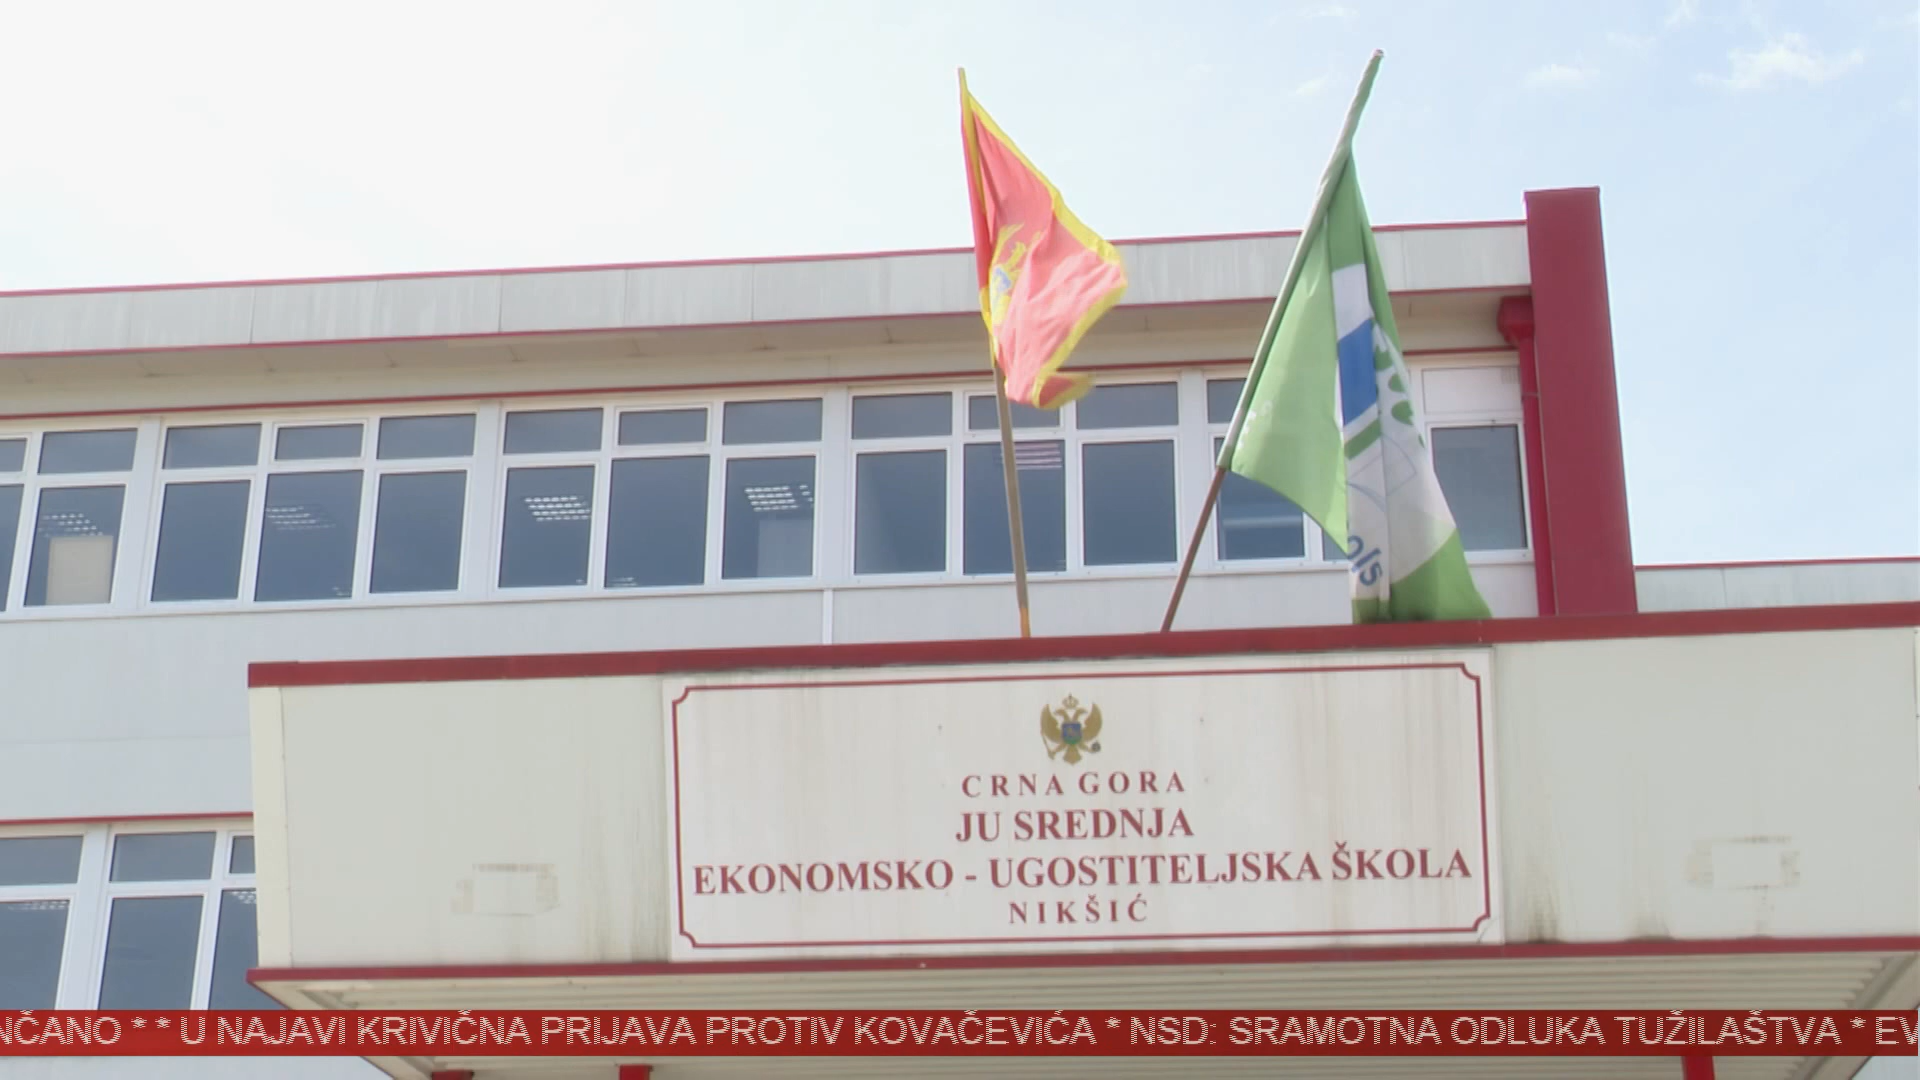 ols
CRNA GORA
JU SREDNJA
EKONOMSKO - UGOSTITELJSKA ŠKOLA
NIKŠIĆ
NČANO * * U NAJAVI KRIVIČNA PRIJAVA PROTIV KOVAČEVIĆA * NSD: SRAMOTNA ODLUKA TUŽILAŠTVA * EV